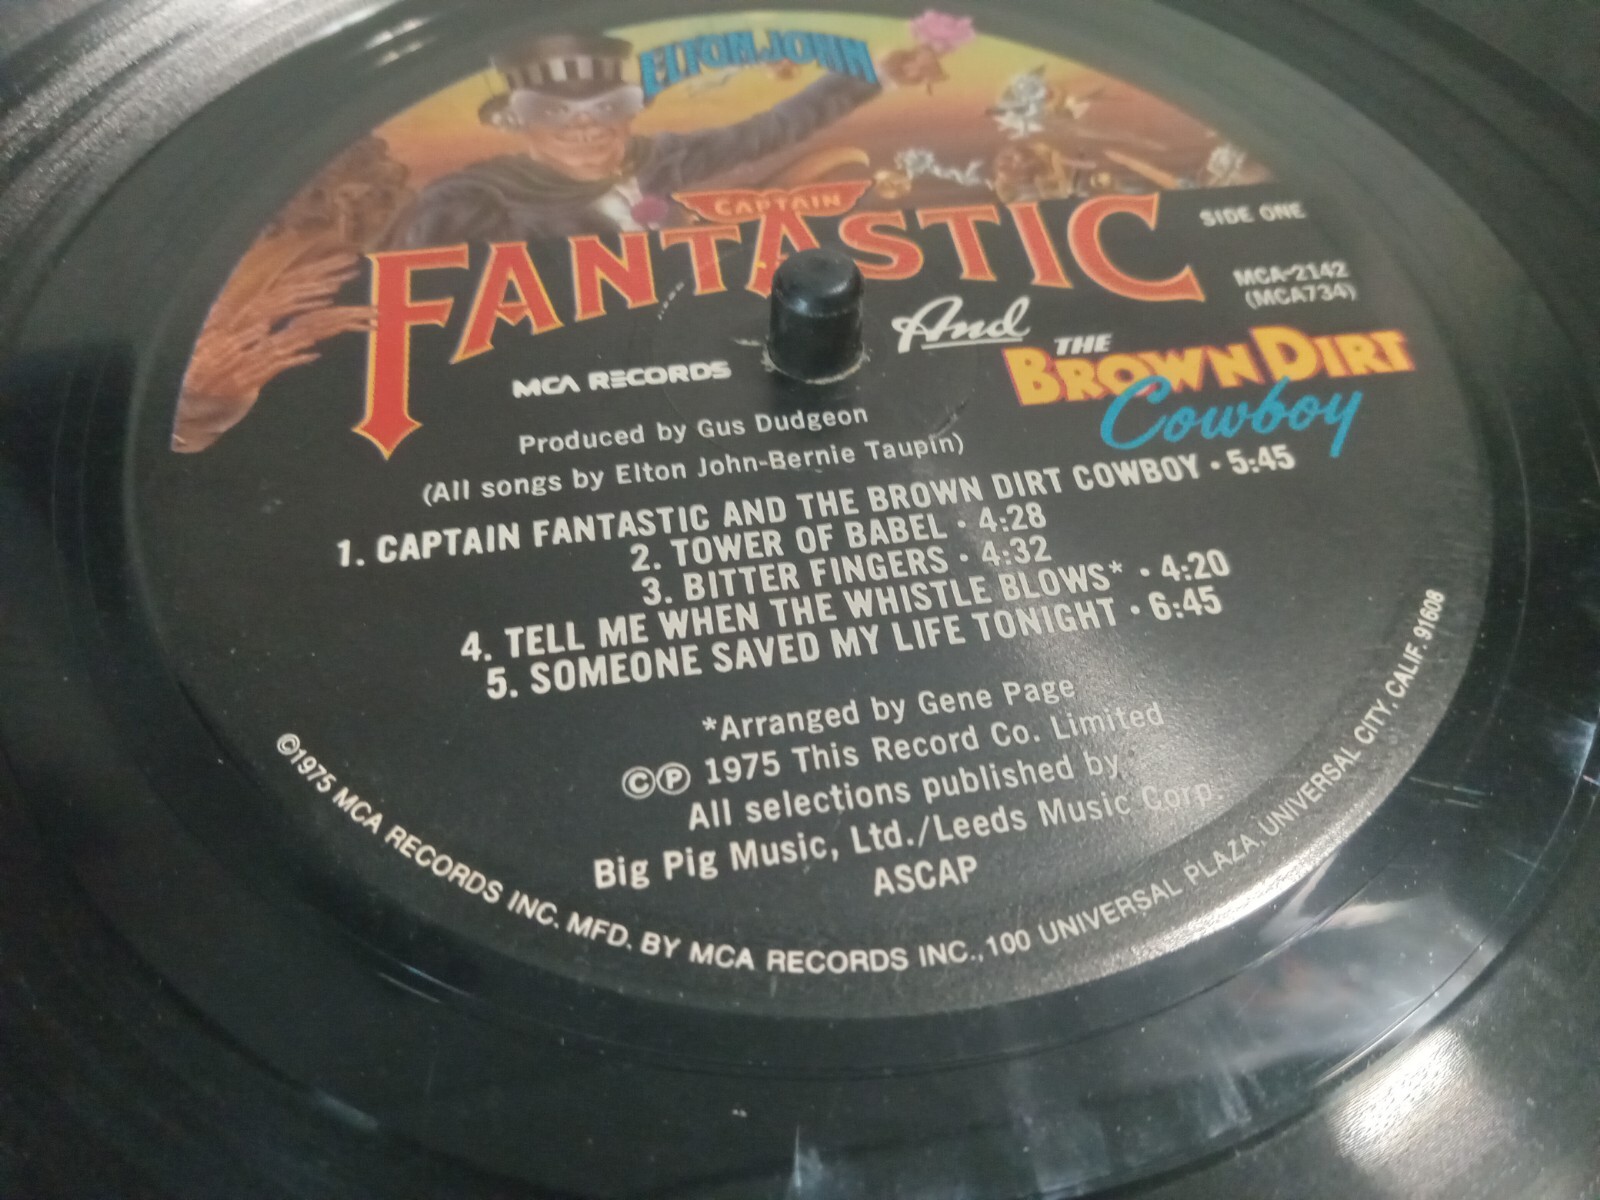 ELTON JOHN
CAPTAIN
FANTASTIC
And
THE
BROWN DIRT
Cowboy
SIDE ONE
MCA-2142
(MCA734)
MCA RECORDS
Produced by Gus Dudgeon
(All songs by Elton John-Bernie Taupin)
1. CAPTAIN FANTASTIC AND THE BROWN DIRT COWBOY • 5:45
2. TOWER OF BABEL • 4:28
3. BITTER FINGERS • 4:32
4. TELL ME WHEN THE WHISTLE BLOWS* • 4:20
5. SOMEONE SAVED MY LIFE TONIGHT • 6:45
*Arranged by Gene Page
©℗ 1975 This Record Co. Limited
All selections published by
Big Pig Music, Ltd./Leeds Music Corp.
ASCAP
©1975 MCA RECORDS INC. MFD. BY MCA RECORDS INC., 100 UNIVERSAL PLAZA, UNIVERSAL CITY, CALIF. 91608